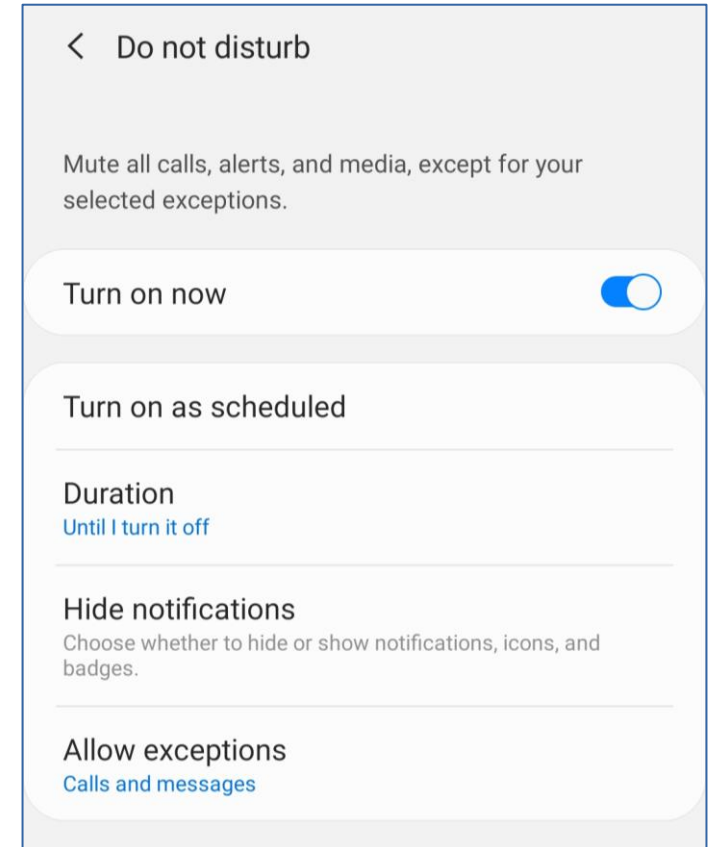 Do not disturb
Mute all calls, alerts, and media, except for your
selected exceptions.
Turn on now
Turn on as scheduled
Duration
Until I turn it off
Hide notifications
Choose whether to hide or show notifications, icons, and
badges.
Allow exceptions
Calls and messages